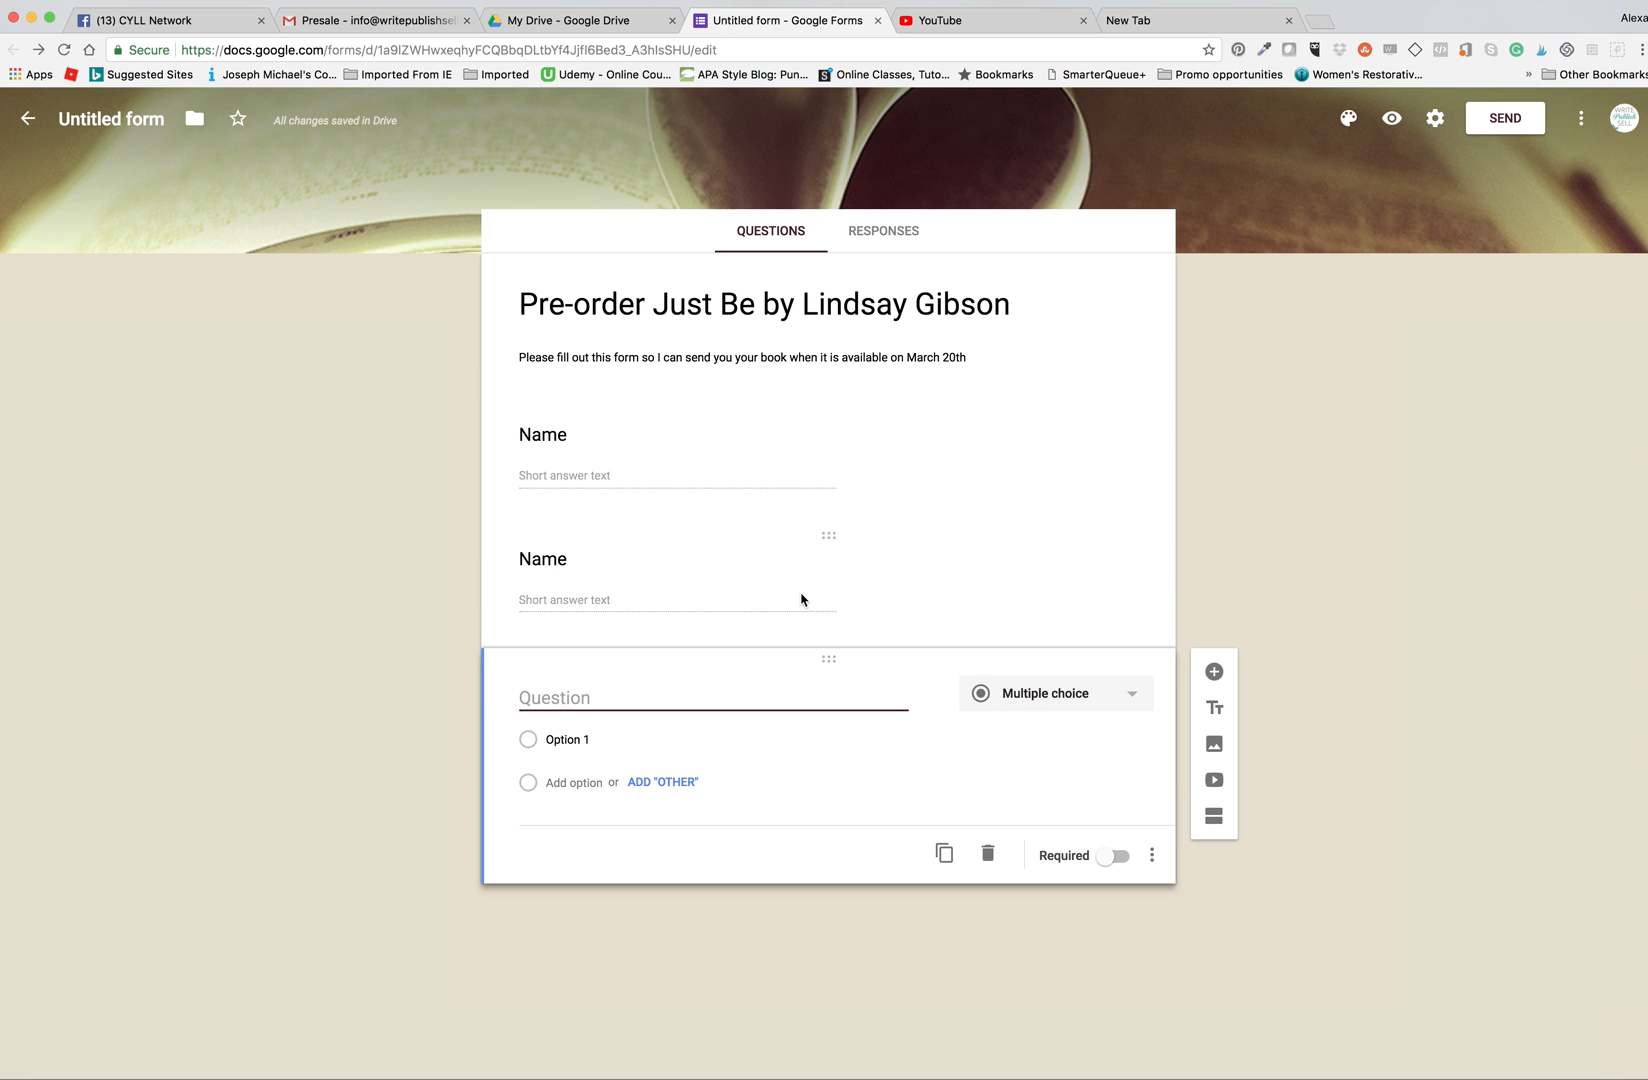 (13) CYLL Network
Presale - info@writepublishsell
My Drive - Google Drive
Untitled form - Google Forms
YouTube
New Tab
Alexa
Secure
https://docs.google.com/forms/d/1a9lZWHwxeqhyFCQBbqDLtbYf4Jjfl6Bed3_A3hlsSHU/edit
Apps
Suggested Sites
Joseph Michael's Co...
Imported From IE
Imported
Udemy - Online Cou...
APA Style Blog: Pun...
Online Classes, Tuto...
Bookmarks
SmarterQueue+
Promo opportunities
Women's Restorativ...
»
Other Bookmarks
Untitled form
All changes saved in Drive
SEND
WRITE
Publish
SELL
QUESTIONS
RESPONSES
Pre-order Just Be by Lindsay Gibson
Please fill out this form so I can send you your book when it is available on March 20th
Name
Short answer text
Name
Short answer text
Question
Multiple choice
Option 1
Add option or ADD "OTHER"
Required